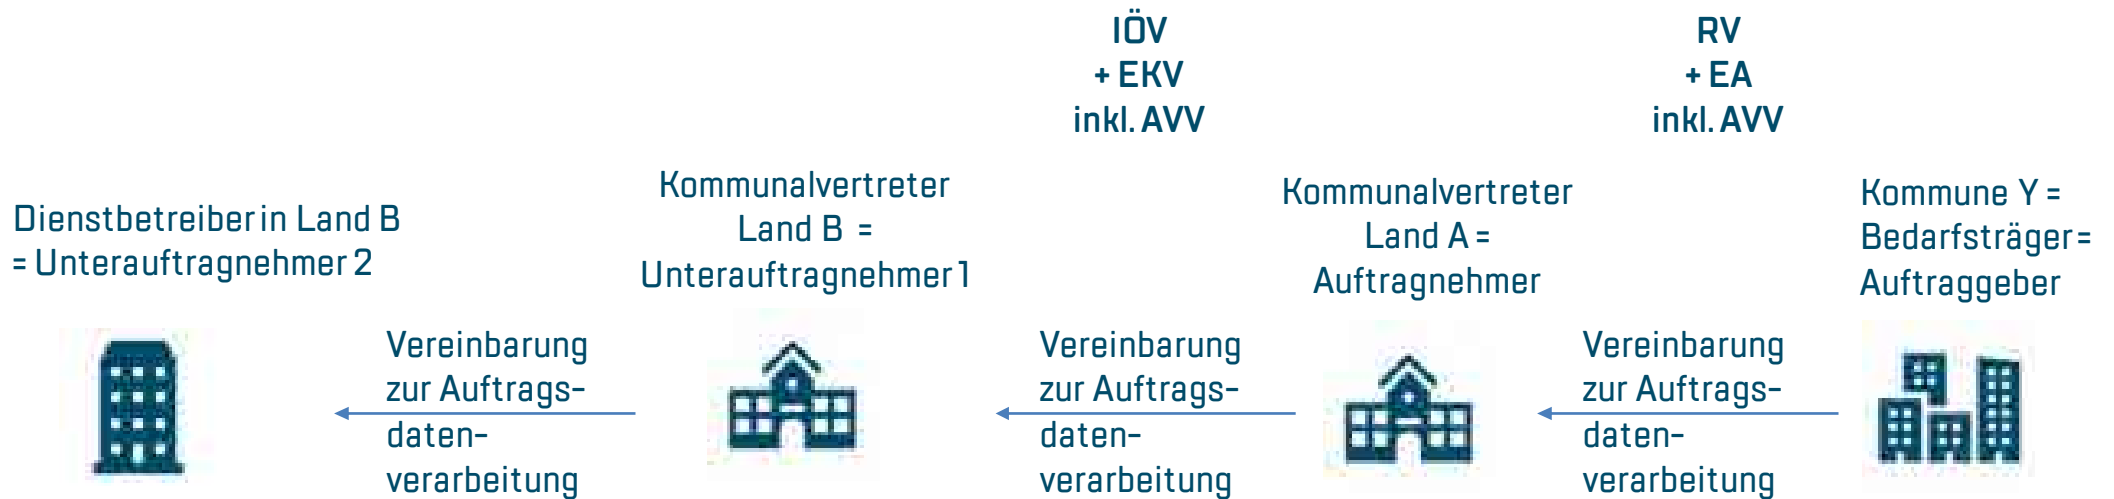 IÖV
+ EKV
inkl. AVV
RV
+ EA
inkl. AVV
Dienstbetreiber in Land B
= Unterauftragnehmer 2
Kommunalvertreter
Land B =
Unterauftragnehmer 1
Kommunalvertreter
Land A =
Auftragnehmer
Kommune Y =
Bedarfsträger =
Auftraggeber
Vereinbarung
zur Auftrags-
daten-
verarbeitung
Vereinbarung
zur Auftrags-
daten-
verarbeitung
Vereinbarung
zur Auftrags-
daten-
verarbeitung